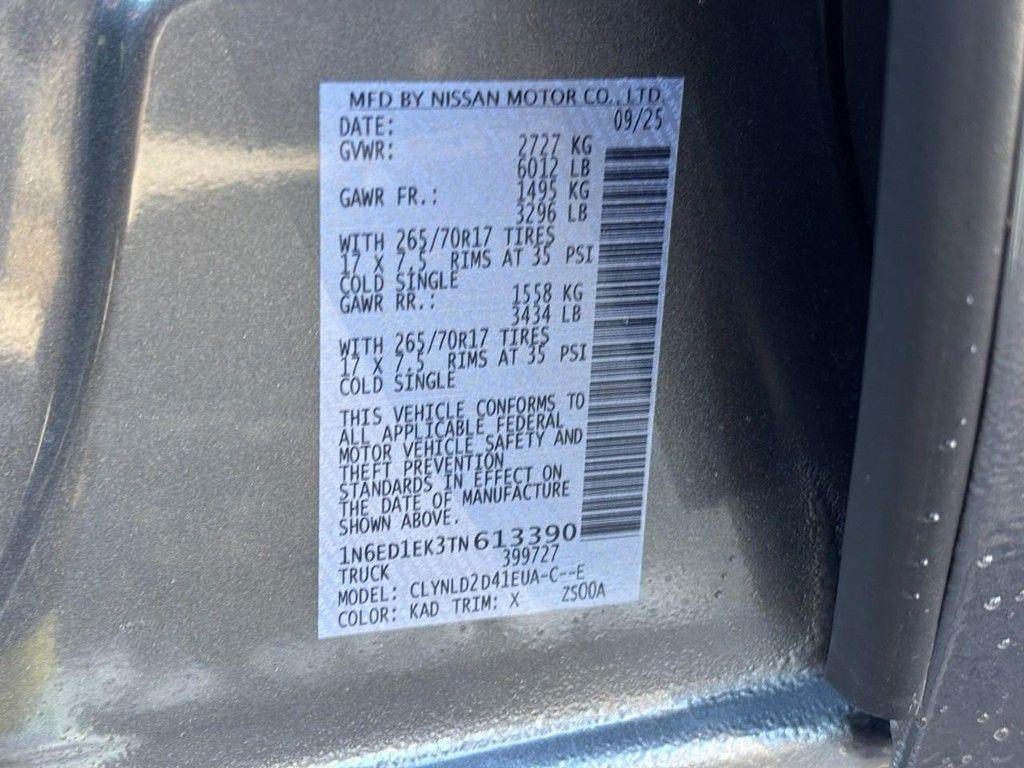 MFD BY NISSAN MOTOR CO., LTD.
DATE: 09/25
GVWR: 2727 KG
6012 LB
GAWR FR.: 1495 KG
3296 LB
WITH 265/70R17 TIRES
17 X 7.5 RIMS AT 35 PSI
COLD SINGLE
GAWR RR.: 1558 KG
3434 LB
WITH 265/70R17 TIRES
17 X 7.5 RIMS AT 35 PSI
COLD SINGLE
THIS VEHICLE CONFORMS TO
ALL APPLICABLE FEDERAL
MOTOR VEHICLE SAFETY AND
THEFT PREVENTION
STANDARDS IN EFFECT ON
THE DATE OF MANUFACTURE
SHOWN ABOVE.
1N6ED1EK3TN613390
399727
TRUCK
MODEL: CLYNLD2D41EUA-C--E
COLOR: KAD TRIM: X ZS00A